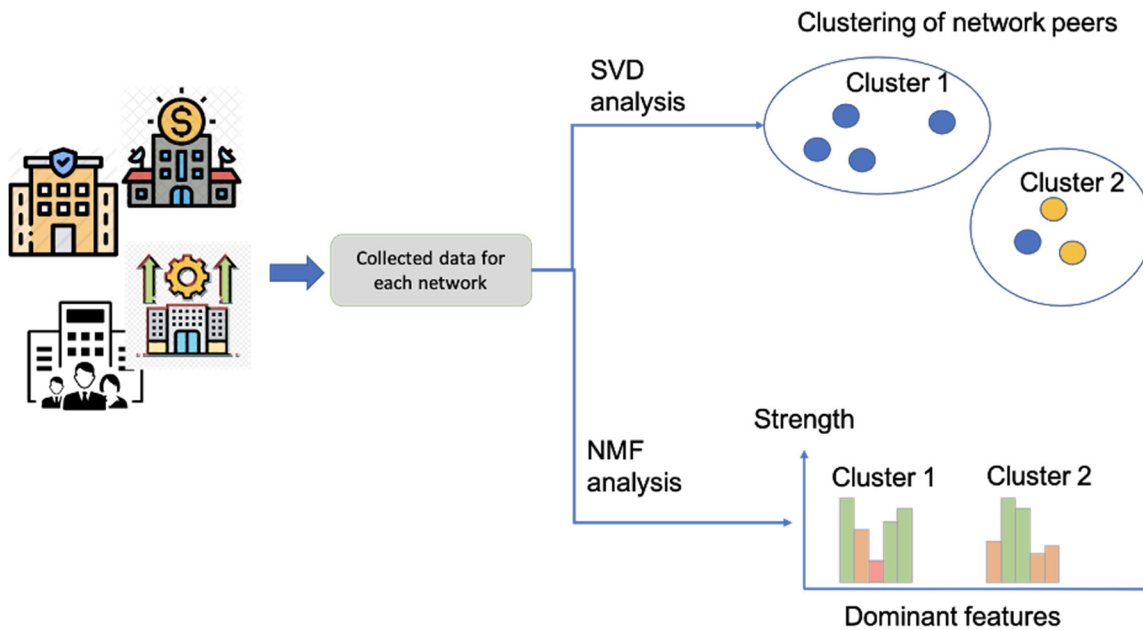 Clustering of network peers
SVD
analysis
Cluster 1
Cluster 2
$
Collected data for
each network
NMF
analysis
Strength
Cluster 1
Cluster 2
Dominant features